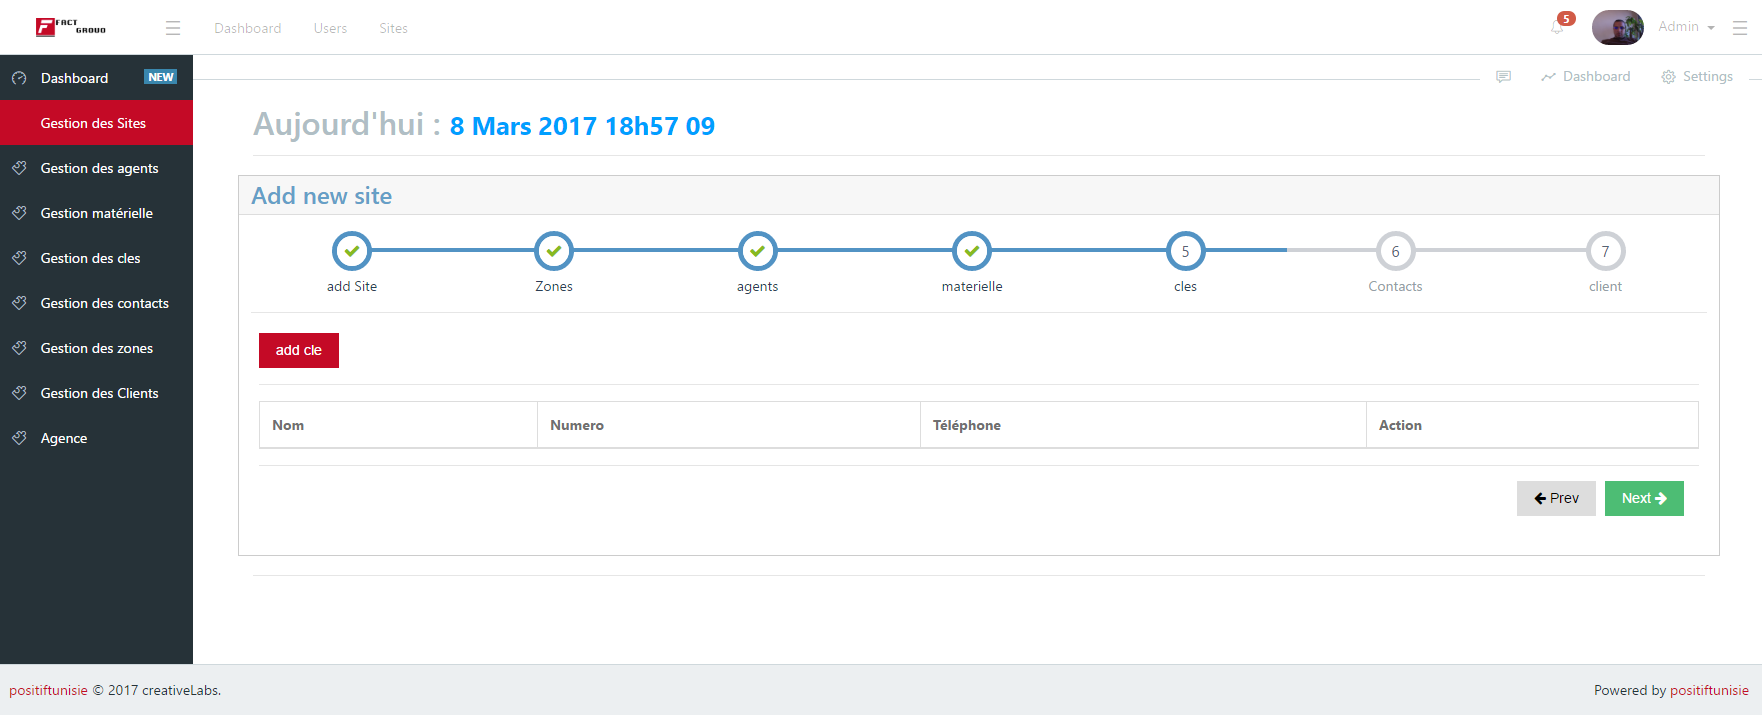 FACT
GROUP
Dashboard Users Sites
5
Admin
Dashboard NEW
Gestion des Sites
Gestion des agents
Gestion matérielle
Gestion des cles
Gestion des contacts
Gestion des zones
Gestion des Clients
Agence
Dashboard Settings
Aujourd'hui : 8 Mars 2017 18h57 09
Add new site
5 6 7
add Site Zones agents materielle cles Contacts client
add cle
Nom Numero Téléphone Action
Prev Next
positiftunisie © 2017 creativeLabs.
Powered by positiftunisie